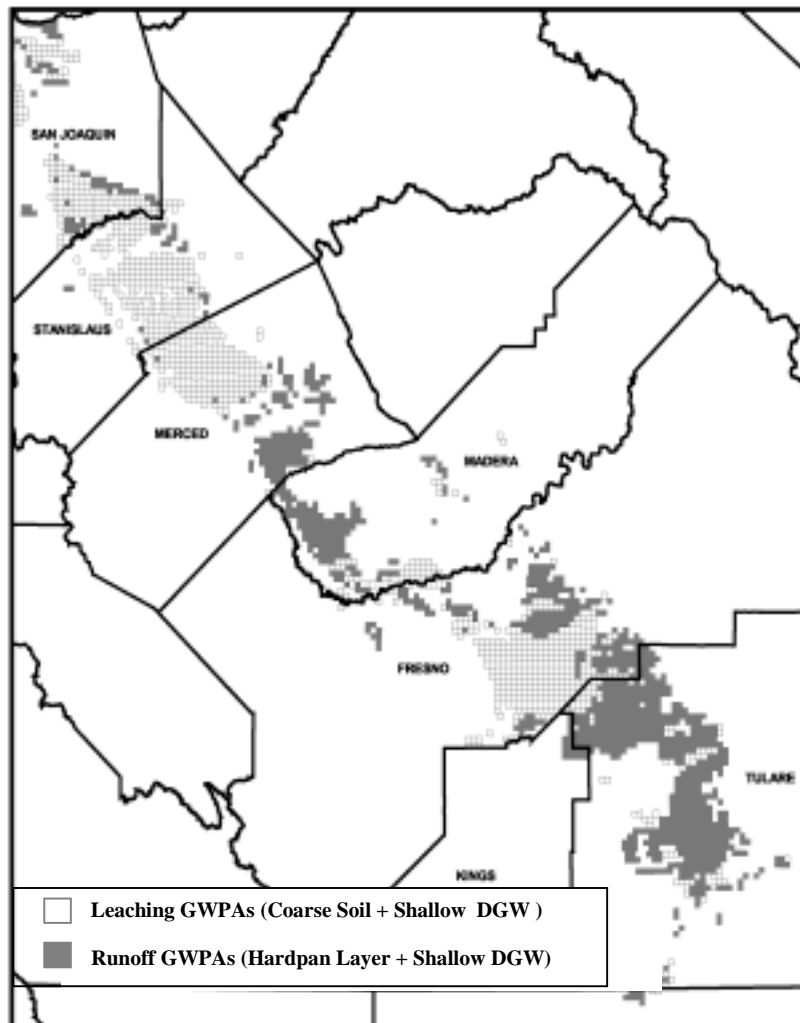 SAN JOAQUIN
STANISLAUS
MERCED
MADERA
FRESNO
TULARE
KINGS
Leaching GWPAs (Coarse Soil + Shallow DGW )
Runoff GWPAs (Hardpan Layer + Shallow DGW)